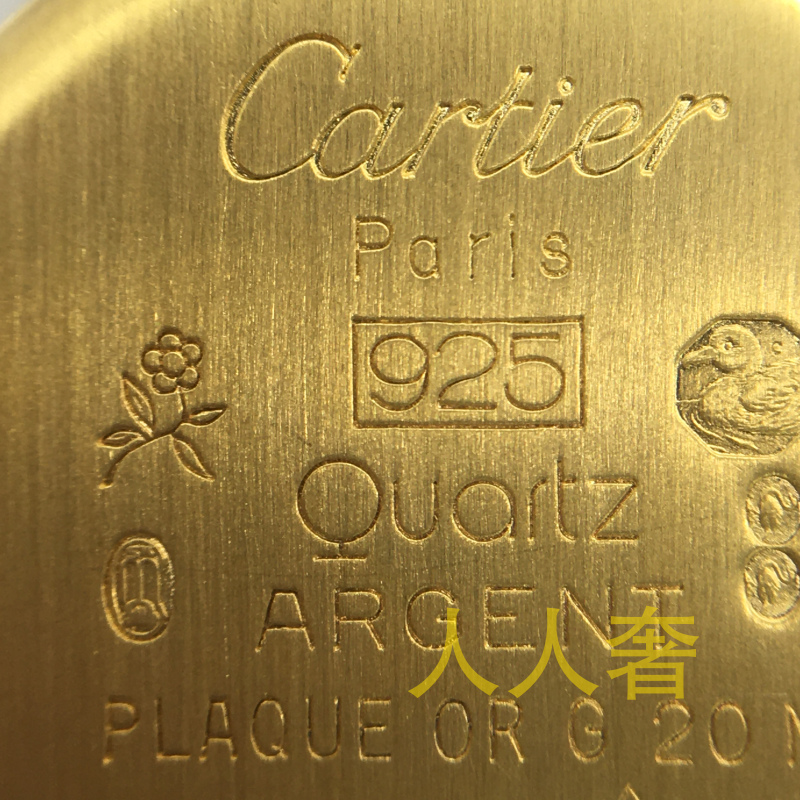 Cartier
Paris
925
Quartz
ARGENT
人人奢
PLAQUE OR G 20